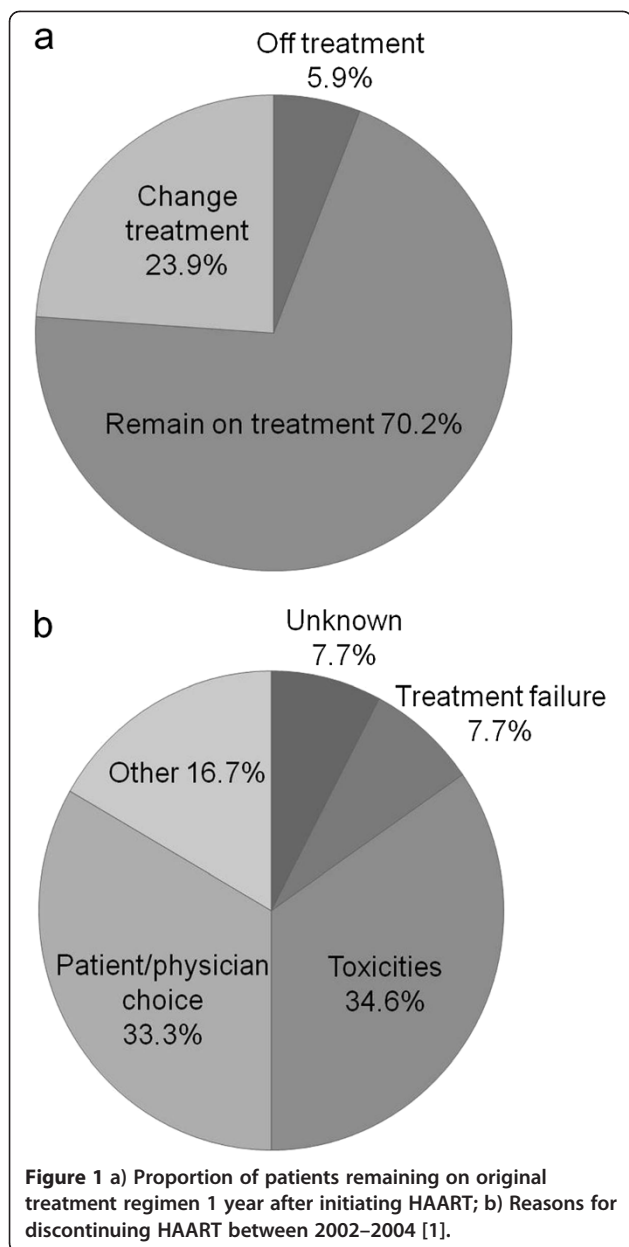 a
Off treatment
5.9%
Change
treatment
23.9%
Remain on treatment 70.2%
b
Unknown
7.7%
Treatment failure
7.7%
Other 16.7%
Patient/physician
choice
33.3%
Toxicities
34.6%
Figure 1 a) Proportion of patients remaining on original
treatment regimen 1 year after initiating HAART; b) Reasons for
discontinuing HAART between 2002–2004 [1].